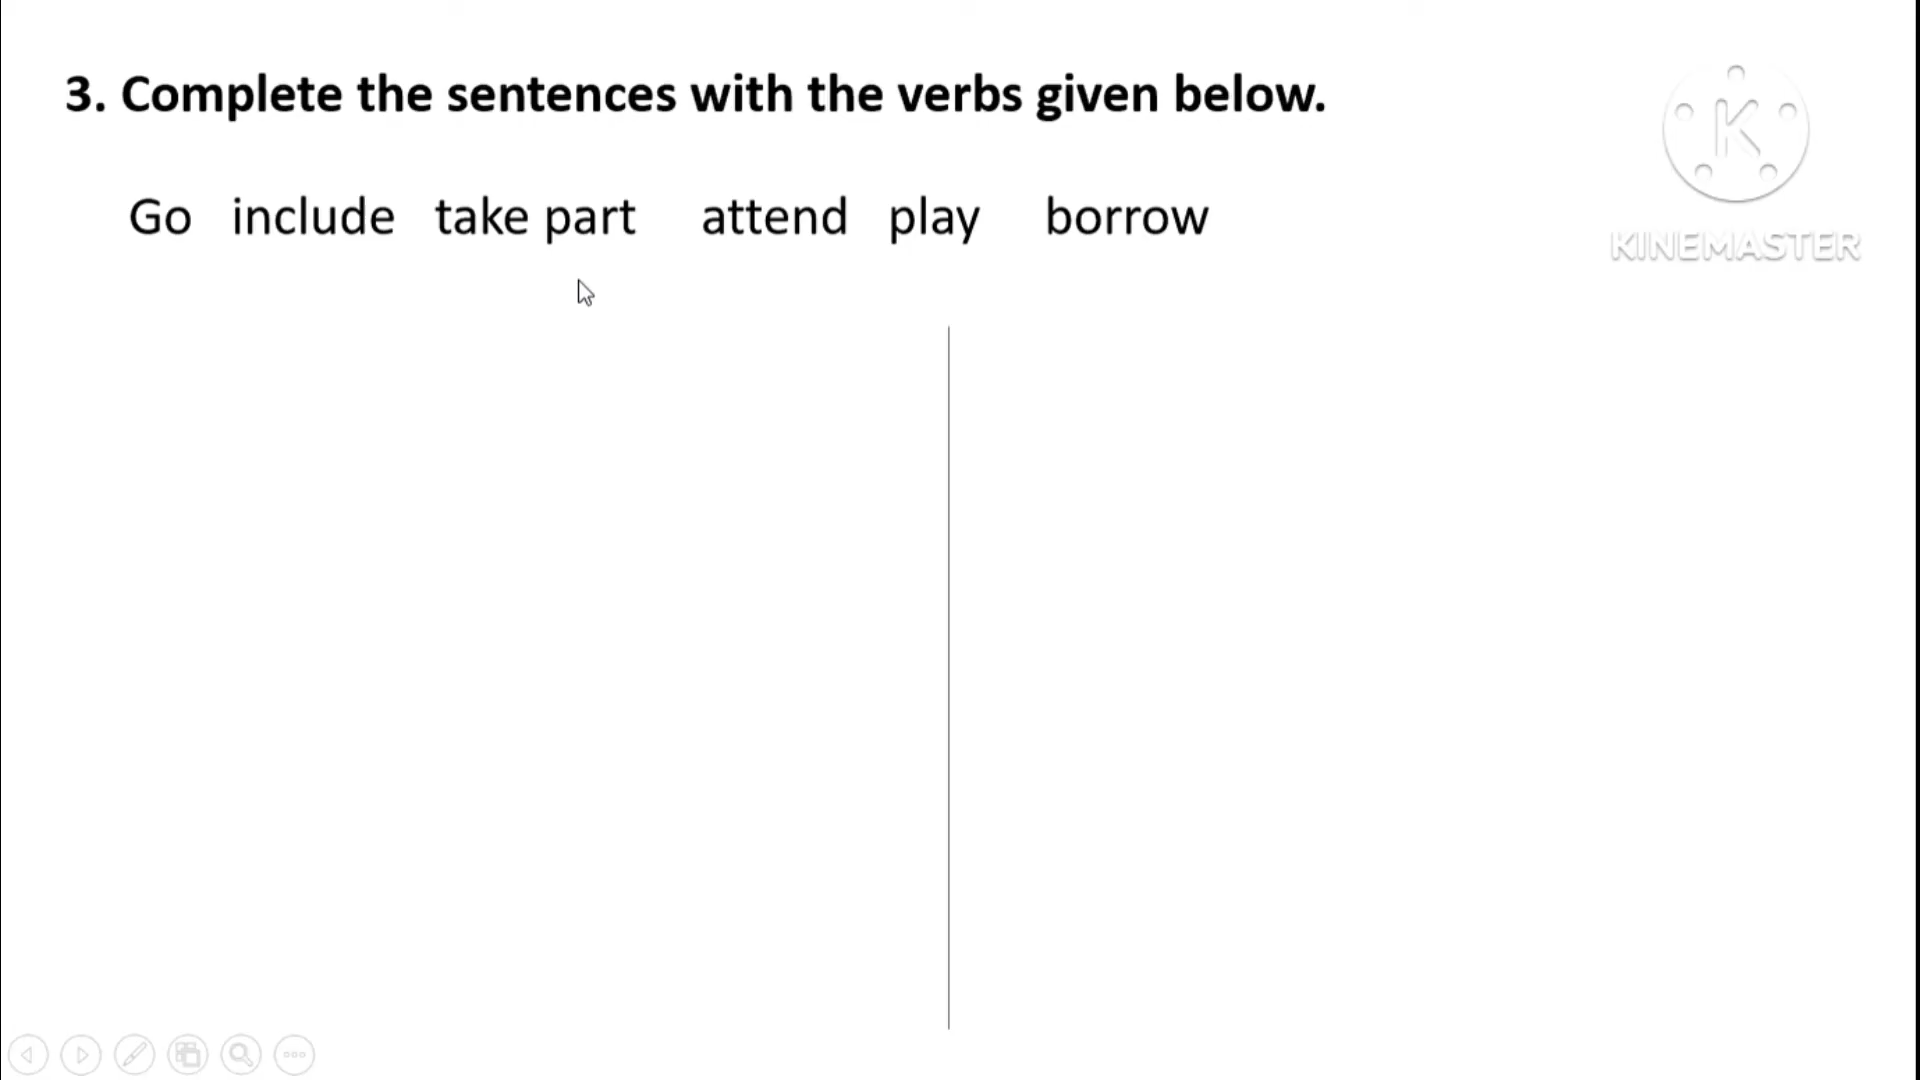 3. Complete the sentences with the verbs given below.
Go include take part attend play borrow
K
KINEMASTER